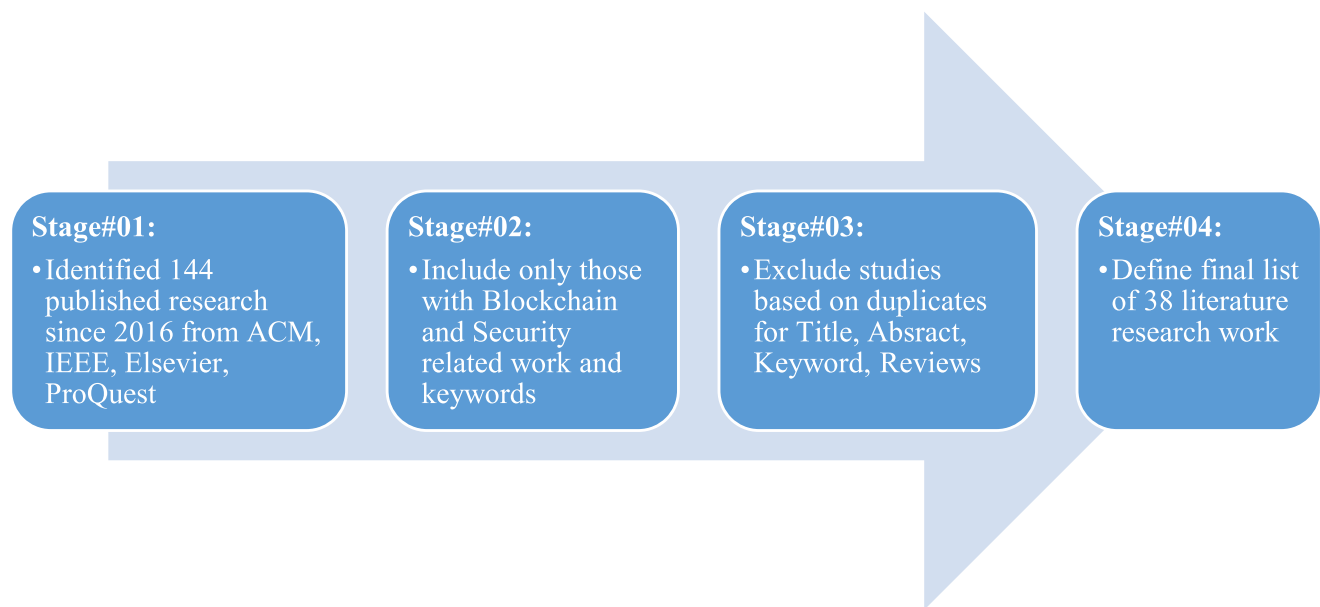 Stage#01:
•Identified 144
published research
since 2016 from ACM,
IEEE, Elsevier,
ProQuest
Stage#02:
•Include only those
with Blockchain
and Security
related work and
keywords
Stage#03:
•Exclude studies
based on duplicates
for Title, Absract,
Keyword, Reviews
Stage#04:
•Define final list
of 38 literature
research work